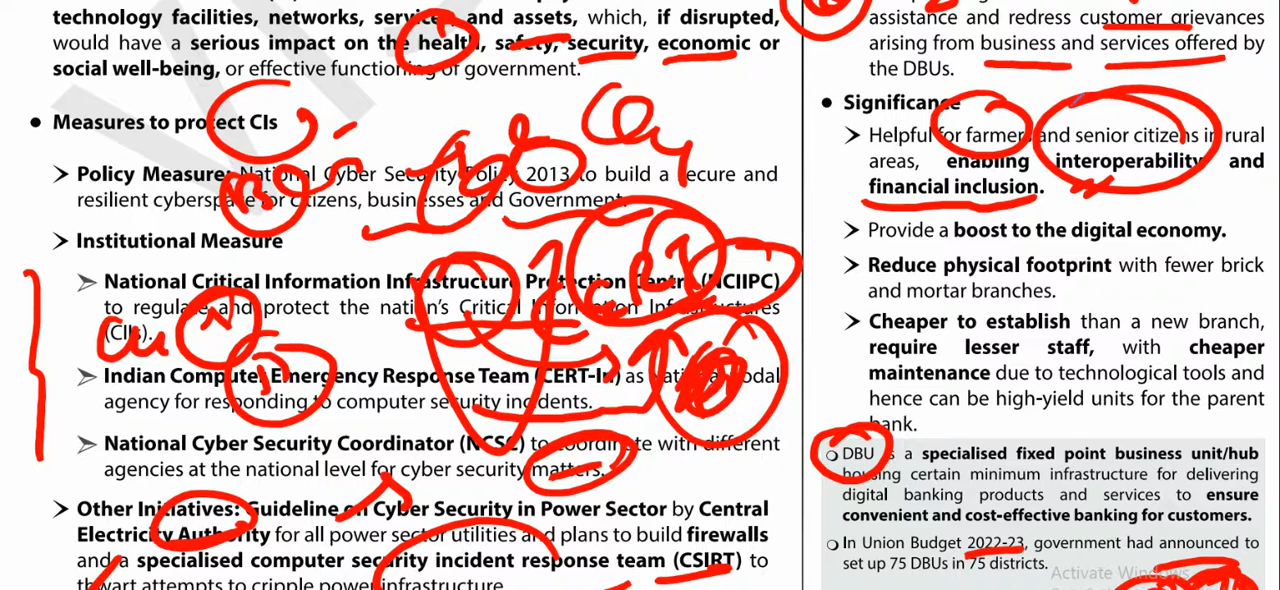 technology facilities, networks, services, and assets, which, if disrupted,
would have a serious impact on the health, safety, security, economic or
social well-being, or effective functioning of government.
● Measures to protect CIs
➤ Policy Measure: National Cyber Security Policy 2013 to build a secure and
resilient cyberspace for citizens, businesses and Government.
➤ Institutional Measure
➤ National Critical Information Infrastructure Protection Centre (NCIIPC)
to regulate and protect the nation's Critical Information Infrastructures
(CIIs).
➤ Indian Computer Emergency Response Team (CERT-In) as national nodal
agency for responding to computer security incidents.
➤ National Cyber Security Coordinator (NCSC) to coordinate with different
agencies at the national level for cyber security matters.
➤ Other Initiatives: Guideline on Cyber Security in Power Sector by Central
Electricity Authority for all power sector utilities and plans to build firewalls
and a specialised computer security incident response team (CSIRT) to
thwart attempts to cripple power infrastructure.
assistance and redress customer grievances
arising from business and services offered by
the DBUs.
● Significance
➤ Helpful for farmers and senior citizens in rural
areas, enabling interoperability and
financial inclusion.
➤ Provide a boost to the digital economy.
➤ Reduce physical footprint with fewer brick
and mortar branches.
➤ Cheaper to establish than a new branch,
require lesser staff, with cheaper
maintenance due to technological tools and
hence can be high-yield units for the parent
bank.
○ DBU is a specialised fixed point business unit/hub
housing certain minimum infrastructure for delivering
digital banking products and services to ensure
convenient and cost-effective banking for customers.
○ In Union Budget 2022-23, government had announced to
set up 75 DBUs in 75 districts.
Activate Windows